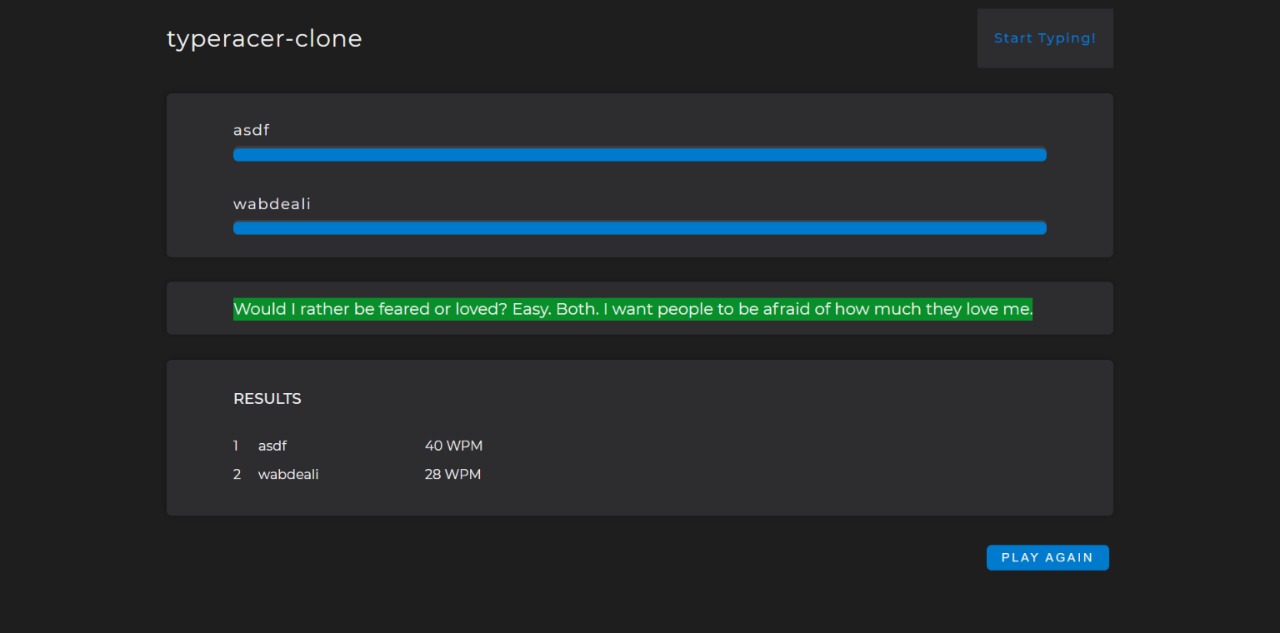 typeracer-clone
Start Typing!
asdf
wabdeali
Would I rather be feared or loved? Easy. Both. I want people to be afraid of how much they love me.
RESULTS
1 asdf 40 WPM
2 wabdeali 28 WPM
PLAY AGAIN